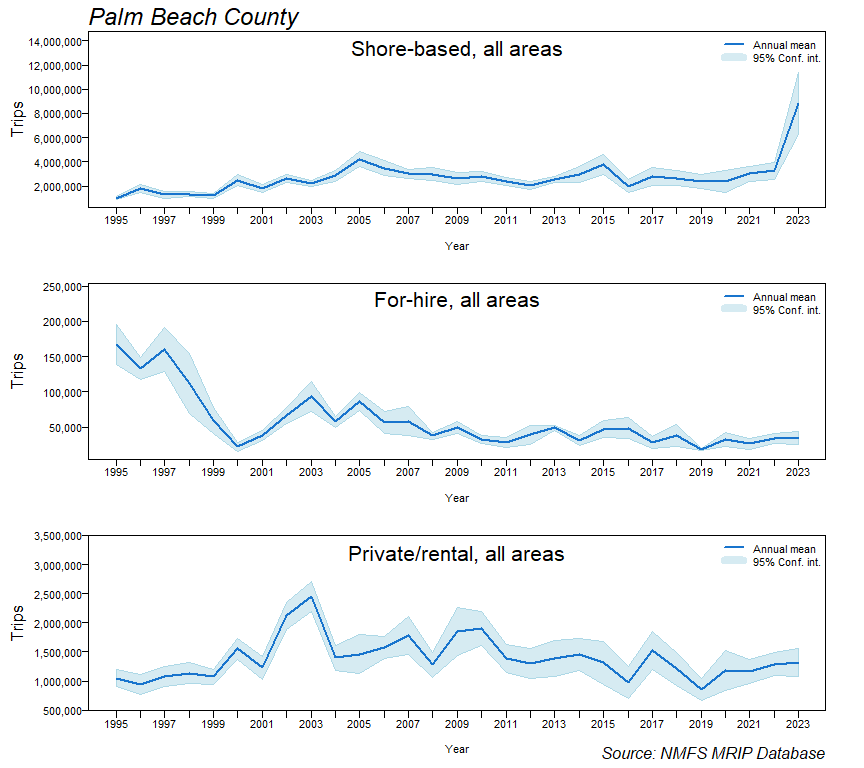 Palm Beach County
Shore-based, all areas
Annual mean
95% Conf. int.
Trips
14,000,000
12,000,000
10,000,000
8,000,000
6,000,000
4,000,000
2,000,000
1995 1997 1999 2001 2003 2005 2007 2009 2011 2013 2015 2017 2019 2021 2023
Year
For-hire, all areas
Annual mean
95% Conf. int.
Trips
250,000
200,000
150,000
100,000
50,000
1995 1997 1999 2001 2003 2005 2007 2009 2011 2013 2015 2017 2019 2021 2023
Year
Private/rental, all areas
Annual mean
95% Conf. int.
Trips
3,500,000
3,000,000
2,500,000
2,000,000
1,500,000
1,000,000
500,000
1995 1997 1999 2001 2003 2005 2007 2009 2011 2013 2015 2017 2019 2021 2023
Year
Source: NMFS MRIP Database